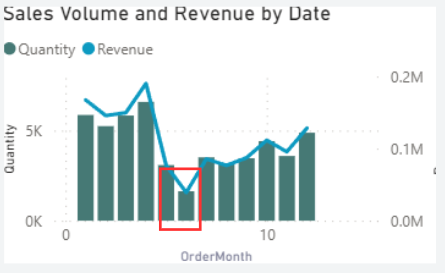 Sales Volume and Revenue by Date
Quantity Revenue
0.2M
5K
0.1M
Quantity
0K
0.0M
0 10
OrderMonth